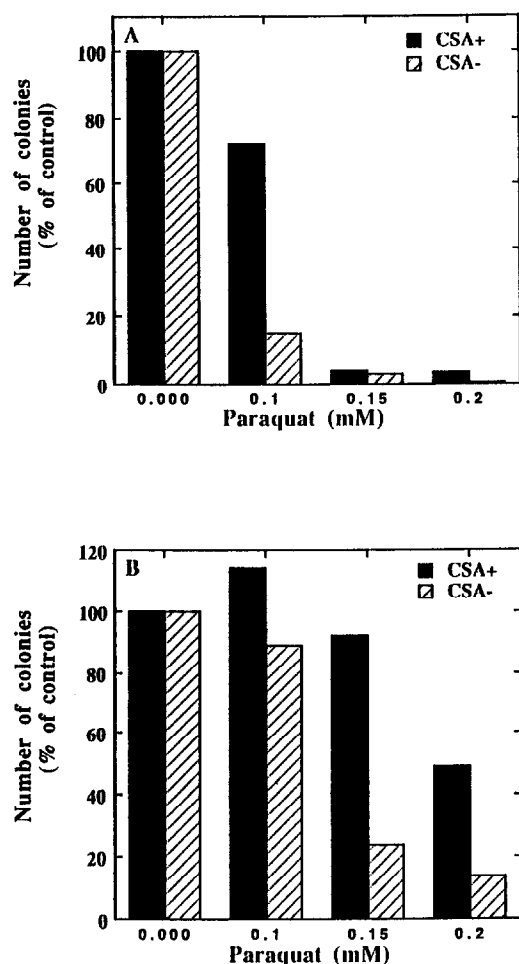 A
CSA+
CSA-
Number of colonies
(% of control)
100
80
60
40
20
0
0.000 0.1 0.15 0.2
Paraquat (mM)
B
CSA+
CSA-
Number of colonies
(% of control)
120
100
80
60
40
20
0
0.000 0.1 0.15 0.2
Paraquat (mM)